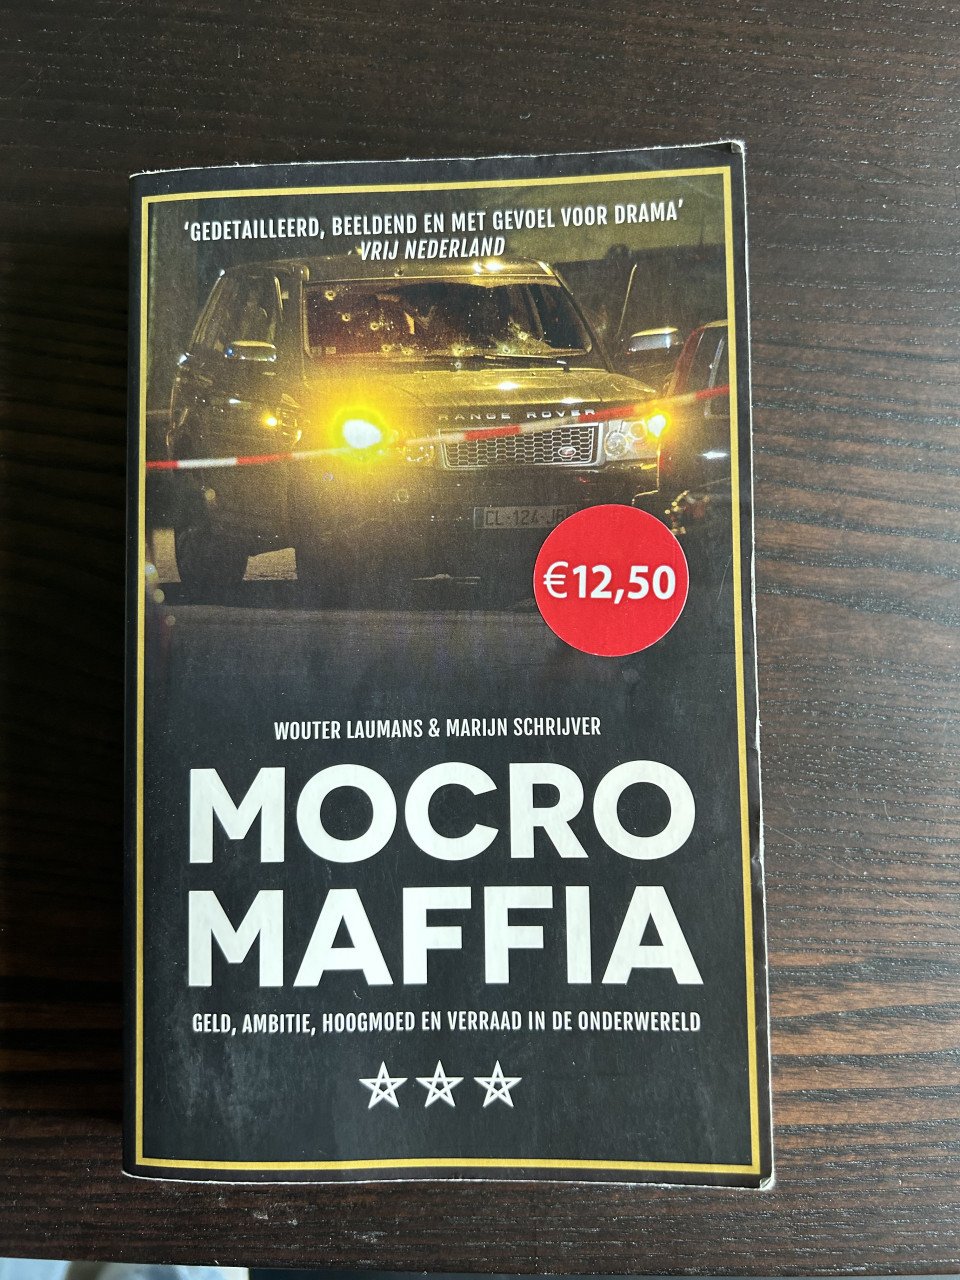 ‘GEDETAILLEERD, BEELDEND EN MET GEVOEL VOOR DRAMA’
VRIJ NEDERLAND
RANGE ROVER
€12,50
WOUTER LAUMANS & MARIJN SCHRIJVER
MOCRO
MAFFIA
GELD, AMBITIE, HOOGMOED EN VERRAAD IN DE ONDERWERELD